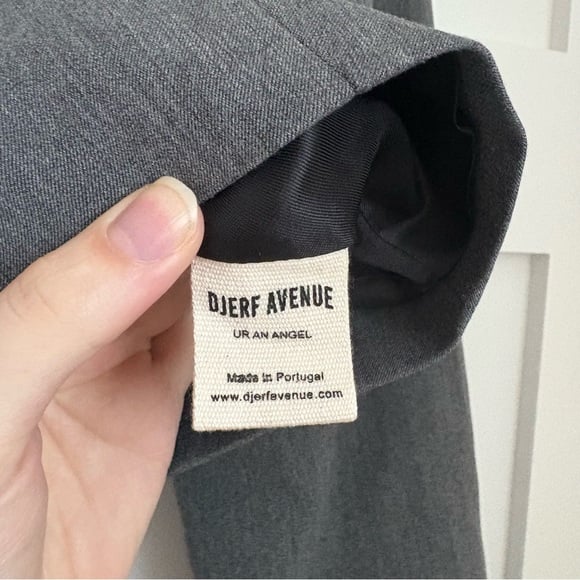 DJERF AVENUE
UR AN ANGEL
Made in Portugal
www.djerfavenue.com